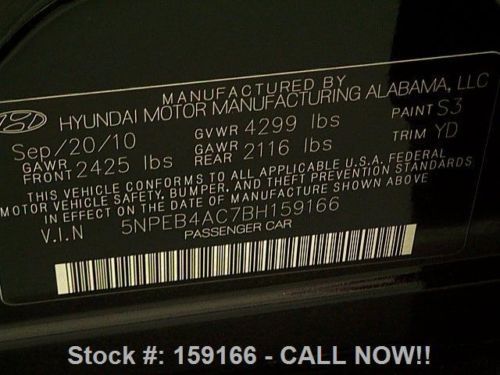 MANUFACTURED BY
HYUNDAI MOTOR MANUFACTURING ALABAMA, LLC
Sep/20/10 GVWR 4299 lbs PAINT S3
GAWR FRONT 2425 lbs GAWR REAR 2116 lbs TRIM YD
THIS VEHICLE CONFORMS TO ALL APPLICABLE U.S.A. FEDERAL
MOTOR VEHICLE SAFETY, BUMPER, AND THEFT PREVENTION STANDARDS
IN EFFECT ON THE DATE OF MANUFACTURE SHOWN ABOVE
V.I.N 5NPEB4AC7BH159166
PASSENGER CAR
Stock #: 159166 - CALL NOW!!